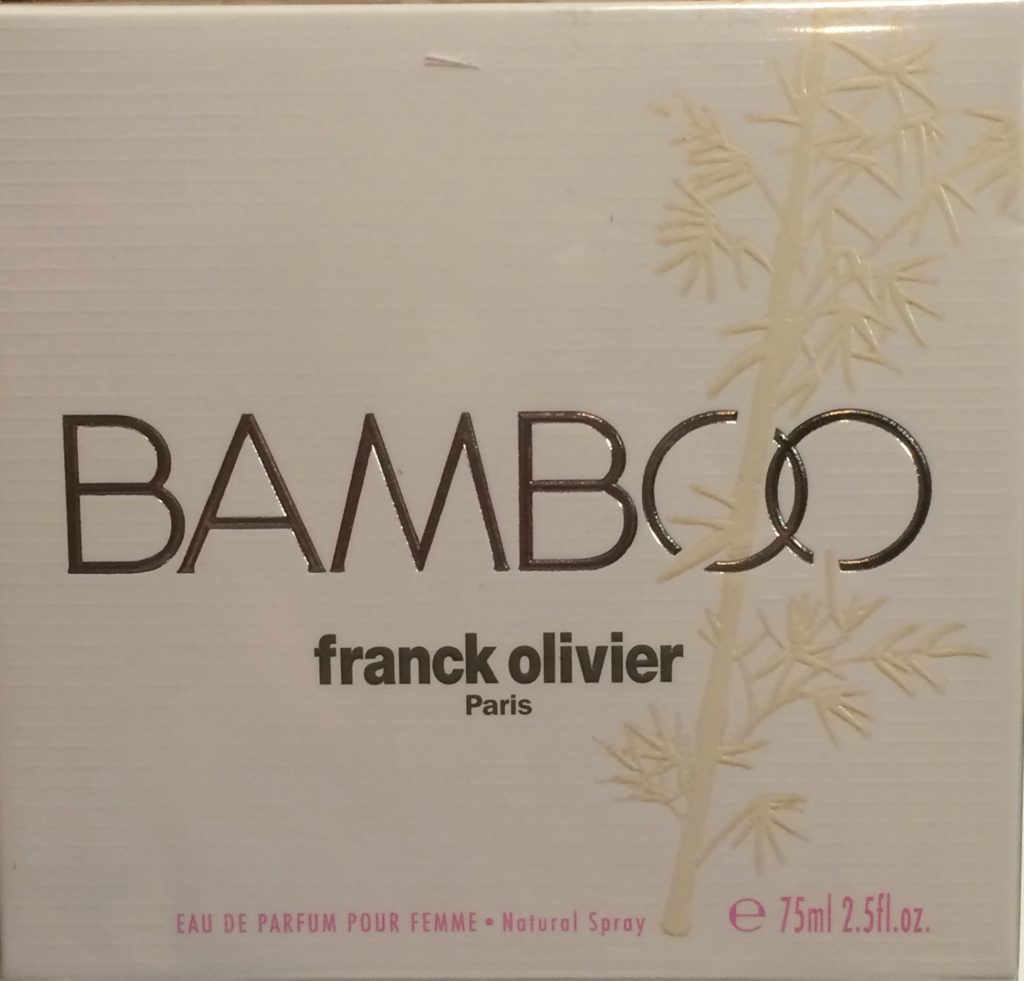 BAMBOO
franck olivier
Paris
EAU DE PARFUM POUR FEMME • Natural Spray
℮ 75ml 2.5fl.oz.